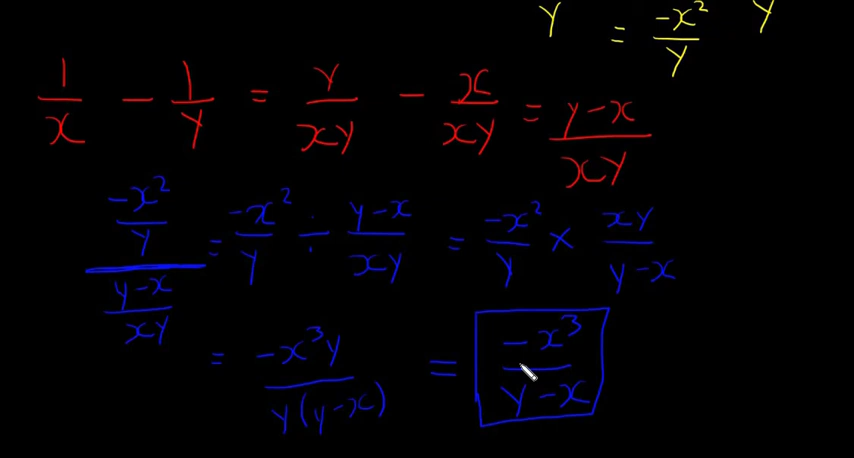 y = -x²/y y
1/x - 1/y = y/xy - x/xy = y-x/xy
-x²/y / y-x/xy = -x²/y ÷ y-x/xy = -x²/y × xy/y-x
= -x³y/y(y-x) = -x³/y-x